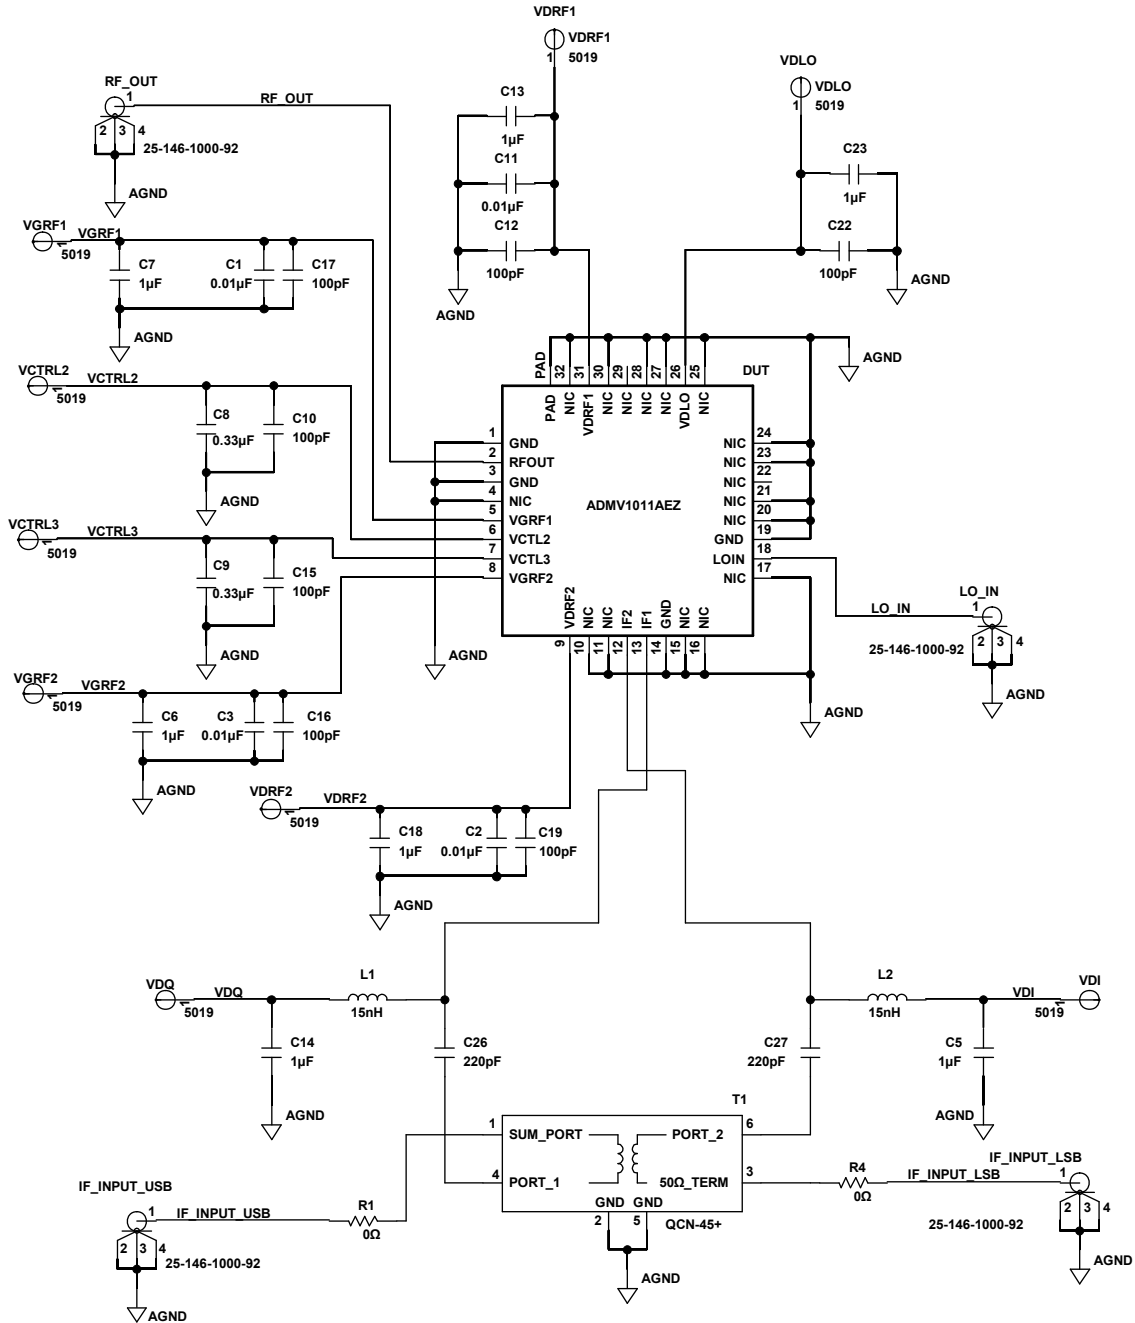 VDRF1
VDRF1
1
5019
VDLO
VDLO
1
5019
RF_OUT
1
RF_OUT
2 3 4
25-146-1000-92
AGND
C13
1µF
C11
0.01µF
C12
100pF
AGND
C23
1µF
C22
100pF
AGND
VGRF1
VGRF1
1
5019
C7
1µF
C1
0.01µF
C17
100pF
AGND
VCTRL2
VCTRL2
1
5019
C8
0.33µF
C10
100pF
AGND
VCTRL3
VCTRL3
1
5019
C9
0.33µF
C15
100pF
AGND
VGRF2
VGRF2
1
5019
C6
1µF
C3
0.01µF
C16
100pF
AGND
AGND
DUT
PAD 32 31 30 29 28 27 26 25
PAD NIC VDRF1 NIC NIC NIC NIC VDLO NIC
1 GND
2 RFOUT
3 GND
4 NIC
5 VGRF1
6 VCTL2
7 VCTL3
8 VGRF2
ADMV1011AEZ
NIC 24
NIC 23
NIC 22
NIC 21
NIC 20
GND 19
LOIN 18
NIC 17
VDRF2 NIC NIC IF2 IF1 GND NIC NIC
9 10 11 12 13 14 15 16
AGND
AGND
LO_IN
LO_IN
1
2 3 4
25-146-1000-92
AGND
VDRF2
VDRF2
1
5019
C18
1µF
C2
0.01µF
C19
100pF
AGND
VDQ
VDQ
1
5019
L1
15nH
C14
1µF
AGND
C26
220pF
L2
15nH
VDI
VDI
1
5019
C27
220pF
C5
1µF
AGND
T1
1 SUM_PORT
PORT_2 6
4 PORT_1
50Ω_TERM 3
GND GND
2 5
QCN-45+
AGND
IF_INPUT_USB
1
IF_INPUT_USB
R1
0Ω
2 3 4
25-146-1000-92
AGND
R4
0Ω
IF_INPUT_LSB
IF_INPUT_LSB
1
2 3 4
25-146-1000-92
AGND